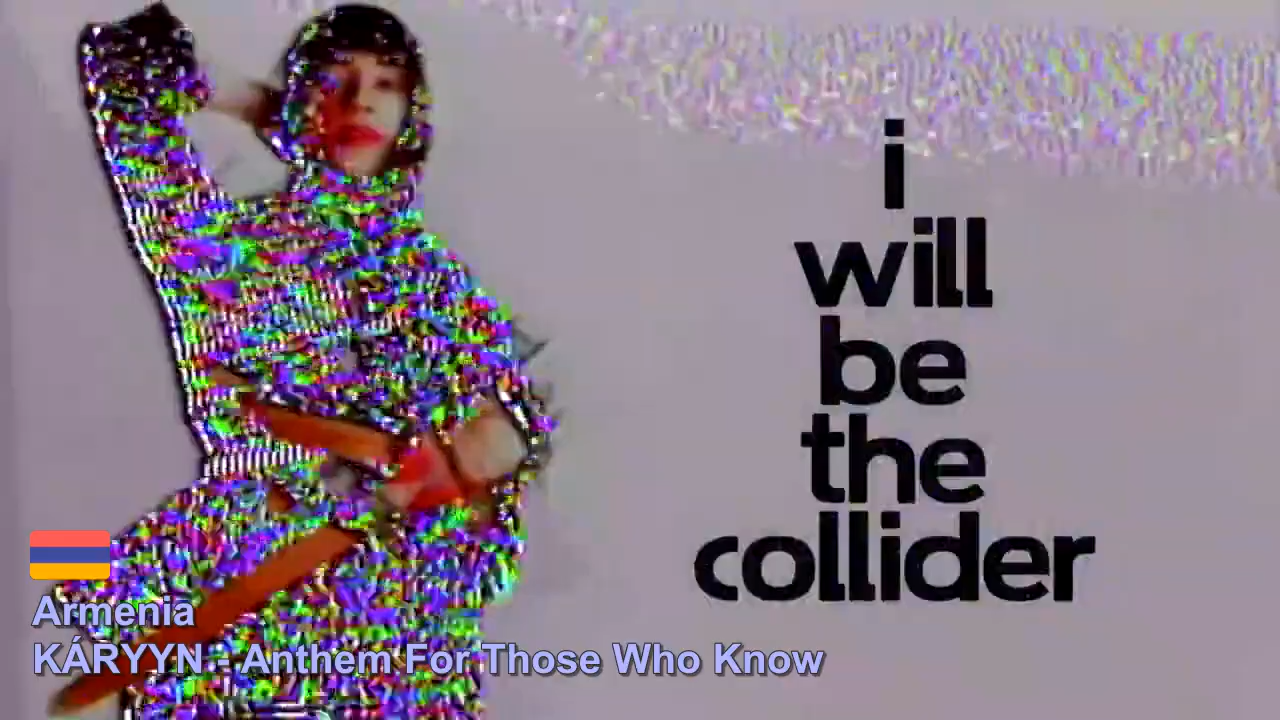 i
will
be
the
collider
Armenia
KÁRYYN - Anthem For Those Who Know